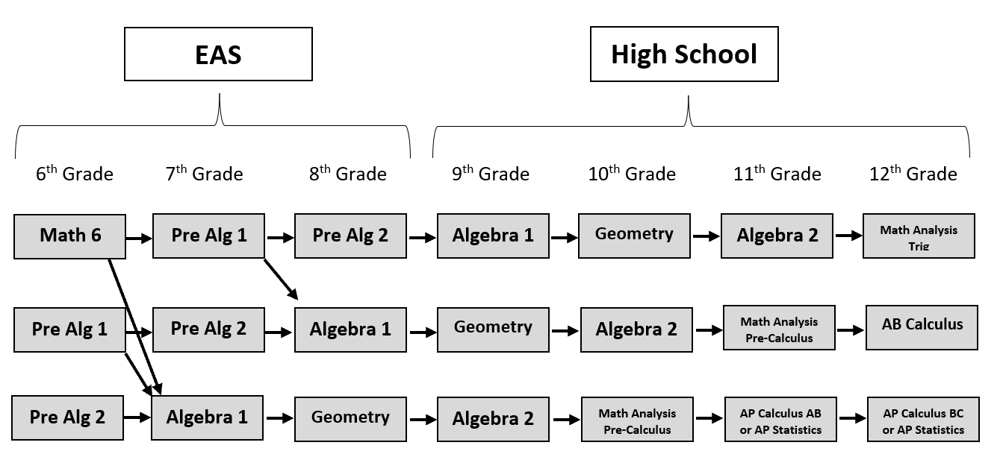 EAS
High School
6th Grade
7th Grade
8th Grade
9th Grade
10th Grade
11th Grade
12th Grade
Math 6
Pre Alg 1
Pre Alg 2
Algebra 1
Geometry
Algebra 2
Math Analysis
Trig
Pre Alg 1
Pre Alg 2
Algebra 1
Geometry
Algebra 2
Math Analysis
Pre-Calculus
AB Calculus
Pre Alg 2
Algebra 1
Geometry
Algebra 2
Math Analysis
Pre-Calculus
AP Calculus AB
or AP Statistics
AP Calculus BC
or AP Statistics